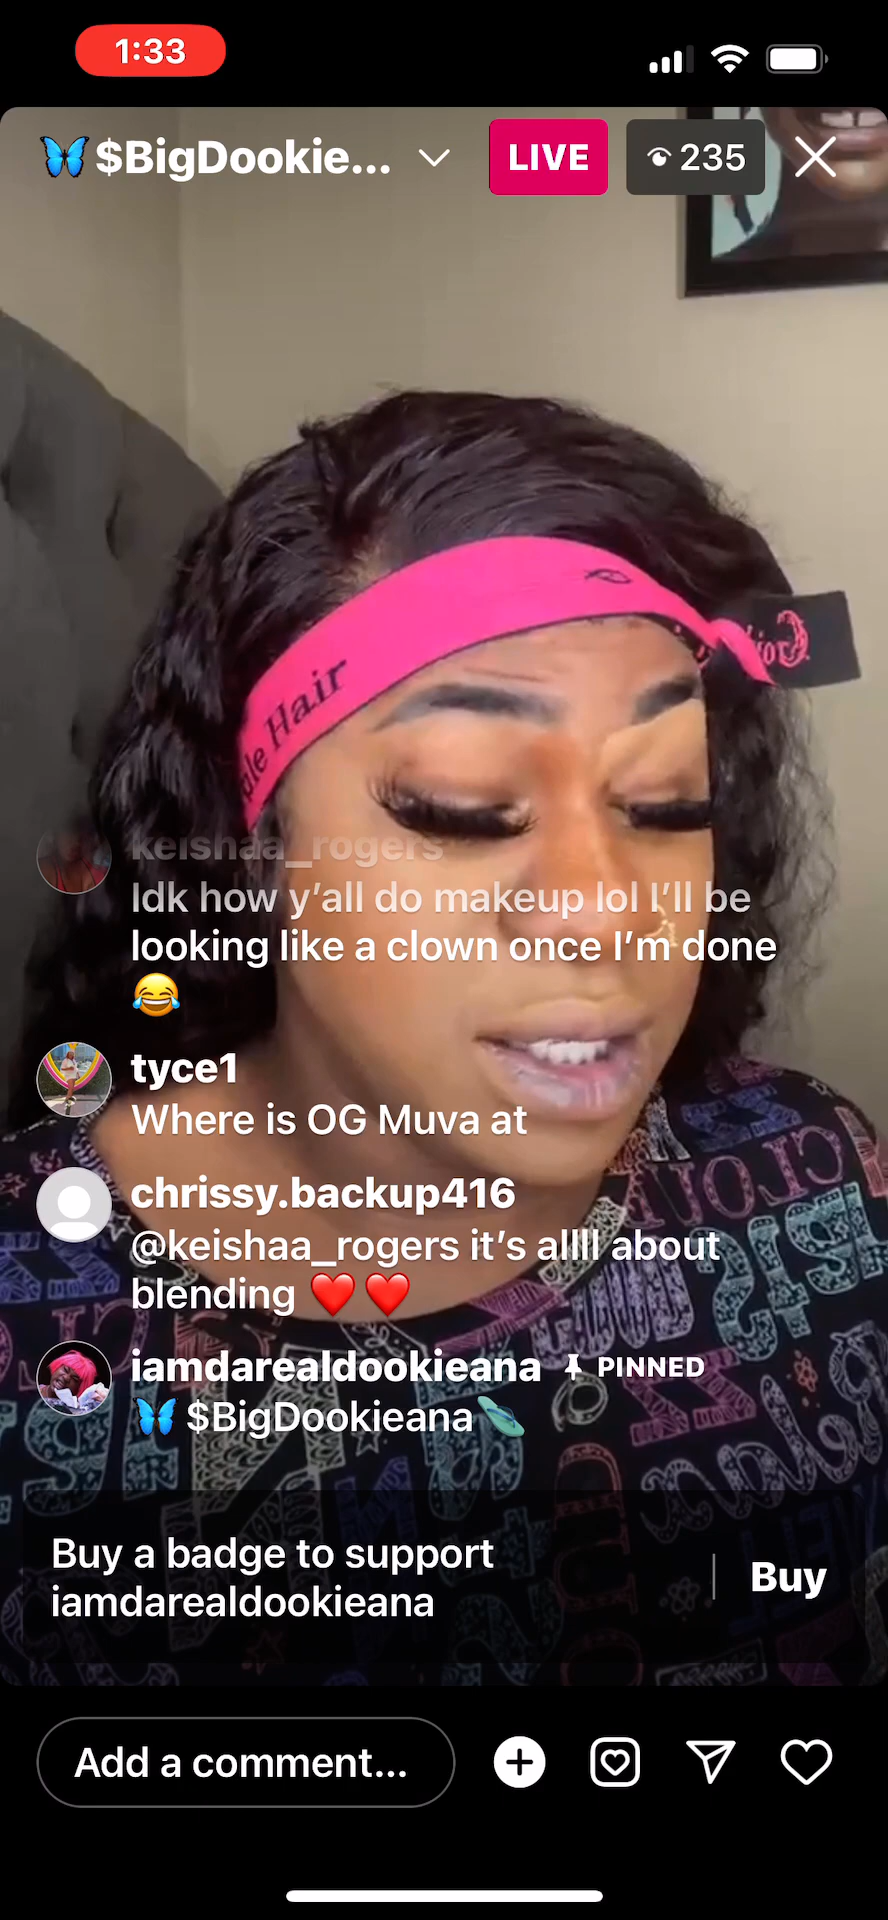 1:33
🦋$BigDookie...
LIVE
235
ple Hair
keishaa_rogers
Idk how y’all do makeup lol I’ll be
looking like a clown once I’m done
😂
tyce1
Where is OG Muva at
chrissy.backup416
@keishaa_rogers it’s allll about
blending ❤️❤️
iamdarealdookieana PINNED
🦋 $BigDookieana🩴
Buy a badge to support
iamdarealdookieana
Buy
Add a comment...